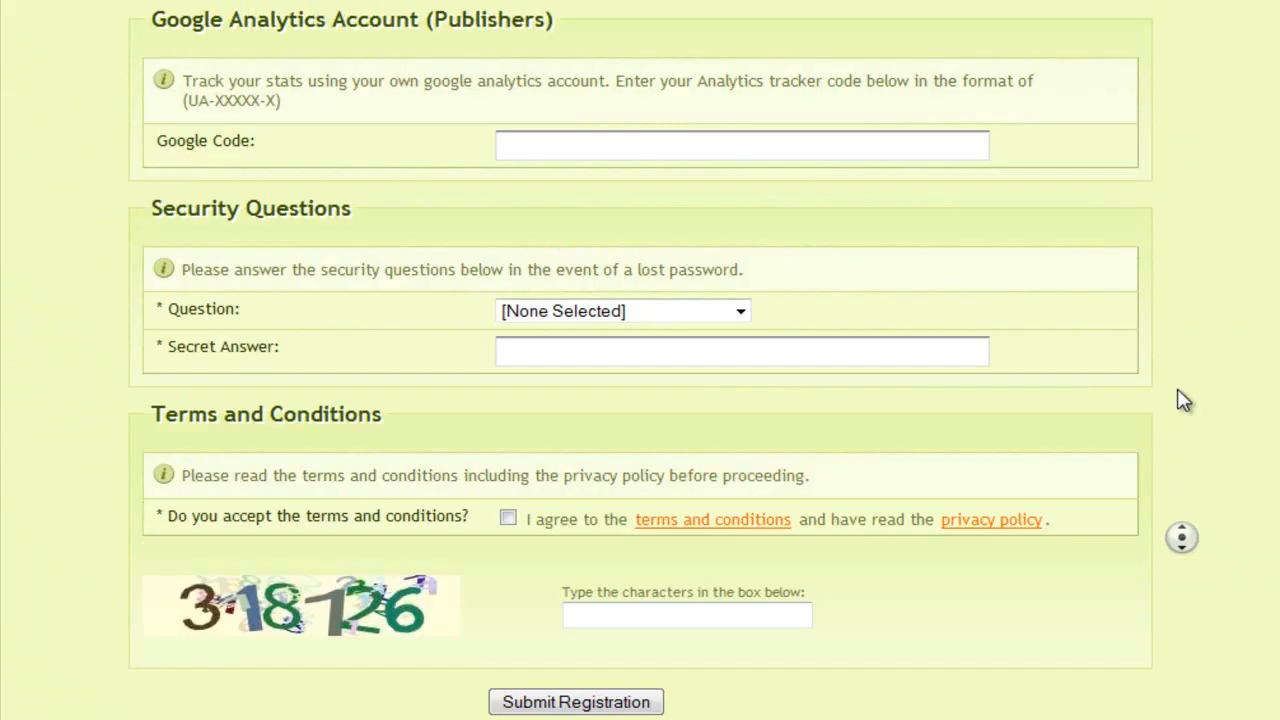 Google Analytics Account (Publishers)
Track your stats using your own google analytics account. Enter your Analytics tracker code below in the format of
(UA-XXXXX-X)
Google Code:
Security Questions
Please answer the security questions below in the event of a lost password.
* Question: [None Selected]
* Secret Answer:
Terms and Conditions
Please read the terms and conditions including the privacy policy before proceeding.
* Do you accept the terms and conditions? I agree to the terms and conditions and have read the privacy policy.
Type the characters in the box below:
318126
Submit Registration